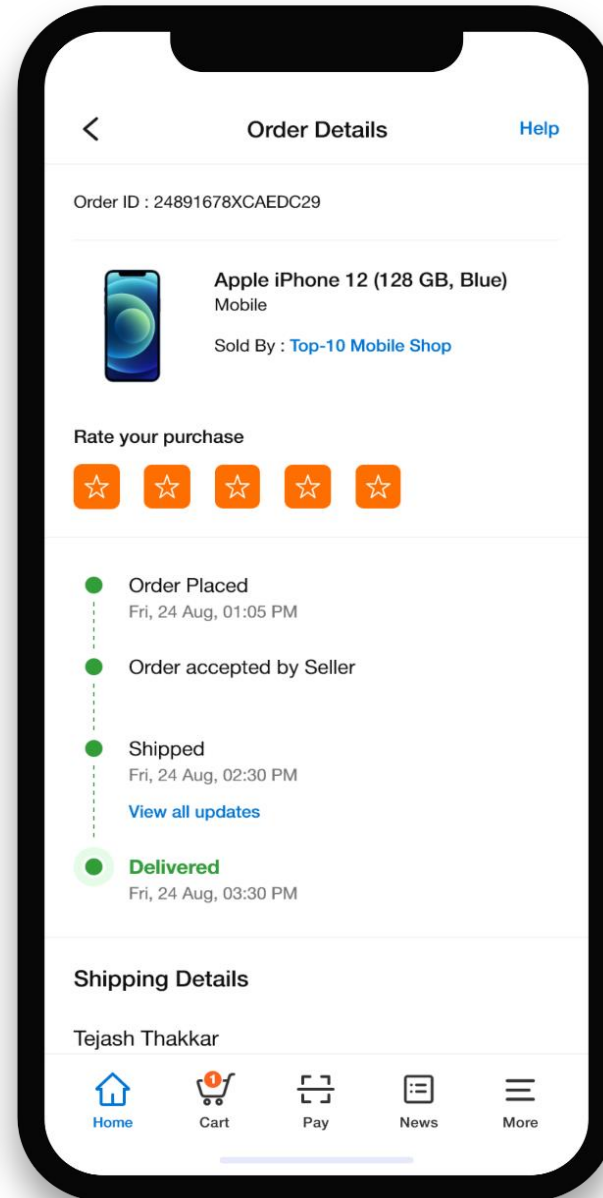 Order Details
Help
Order ID : 24891678XCAEDC29
Apple iPhone 12 (128 GB, Blue)
Mobile
Sold By : Top-10 Mobile Shop
Rate your purchase
Order Placed
Fri, 24 Aug, 01:05 PM
Order accepted by Seller
Shipped
Fri, 24 Aug, 02:30 PM
View all updates
Delivered
Fri, 24 Aug, 03:30 PM
Shipping Details
Tejash Thakkar
1
Home Cart Pay News More